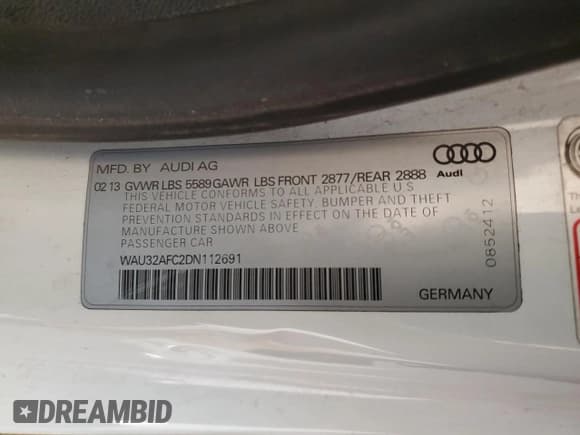 MFD. BY AUDI AG
Audi
02 13 GVWR LBS 5589 GAWR LBS FRONT 2877/REAR 2888
THIS VEHICLE CONFORMS TO ALL APPLICABLE U S
FEDERAL MOTOR VEHICLE SAFETY, BUMPER AND THEFT
PREVENTION STANDARDS IN EFFECT ON THE DATE OF
MANUFACTURE SHOWN ABOVE
PASSENGER CAR
WAU32AFC2DN112691
0852412
GERMANY
DREAMBID